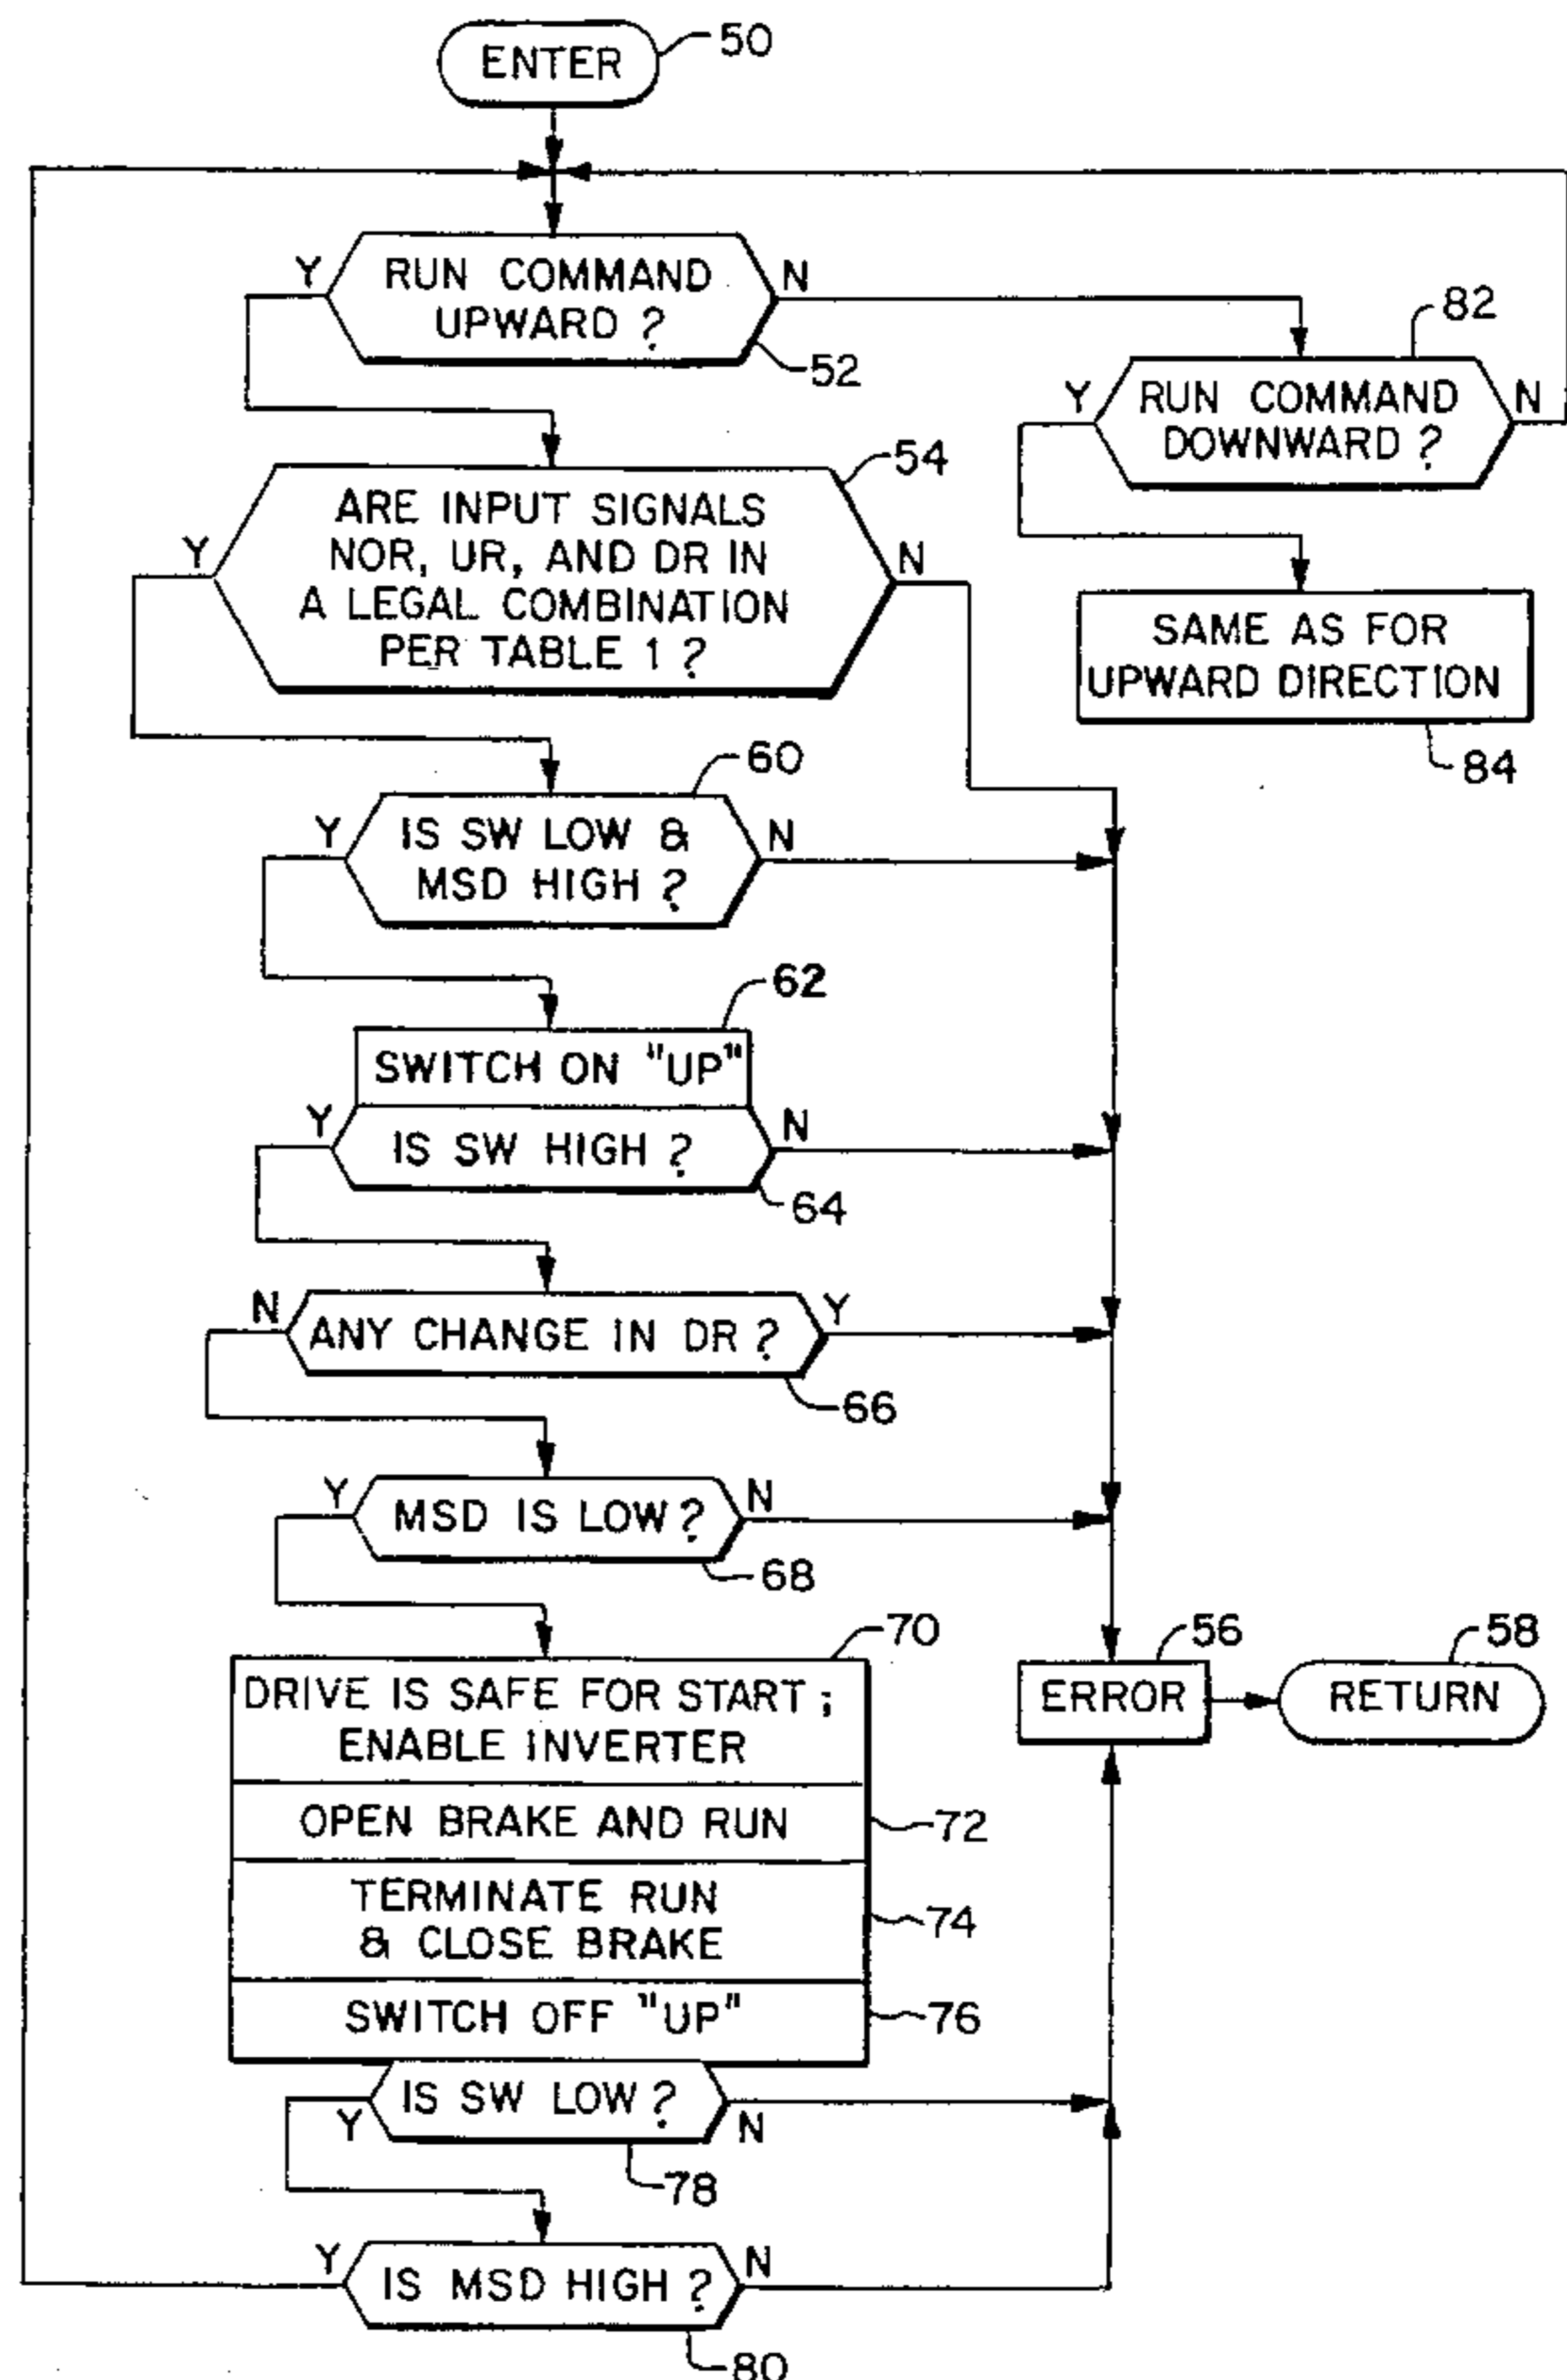 ENTER
50
RUN COMMAND
UPWARD ?
Y
N
52
82
RUN COMMAND
DOWNWARD ?
Y
N
54
ARE INPUT SIGNALS
NOR, UR, AND DR IN
A LEGAL COMBINATION
PER TABLE 1 ?
Y
N
SAME AS FOR
UPWARD DIRECTION
84
60
IS SW LOW &
MSD HIGH ?
Y
N
62
SWITCH ON "UP"
IS SW HIGH ?
Y
N
64
ANY CHANGE IN DR ?
N
Y
66
MSD IS LOW ?
Y
N
68
70
DRIVE IS SAFE FOR START ;
ENABLE INVERTER
56
ERROR
58
RETURN
OPEN BRAKE AND RUN
72
TERMINATE RUN
& CLOSE BRAKE
74
SWITCH OFF "UP"
76
IS SW LOW ?
Y
N
78
IS MSD HIGH ?
Y
N
80